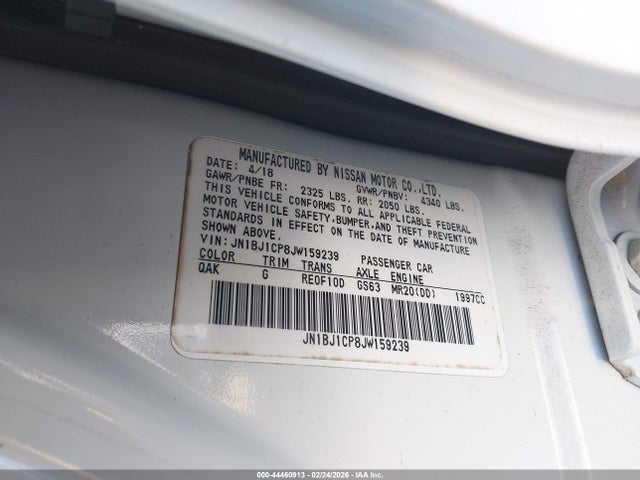 MANUFACTURED BY NISSAN MOTOR CO.,LTD.
DATE: 4/18 GVWR/PNBV: 4340 LBS.
GAWR/PNBE FR: 2325 LBS. RR: 2050 LBS.
THIS VEHICLE CONFORMS TO ALL APPLICABLE FEDERAL
MOTOR VEHICLE SAFETY,BUMPER,AND THEFT PREVENTION
STANDARDS IN EFFECT ON THE DATE OF MANUFACTURE
SHOWN ABOVE.
VIN: JN1BJ1CP8JW159239 PASSENGER CAR
COLOR TRIM TRANS AXLE ENGINE
QAK G RE0F10D GS63 MR20(DD) 1997CC
JN1BJ1CP8JW159239
000-44460913 - 02/24/2026 - IAA Inc.